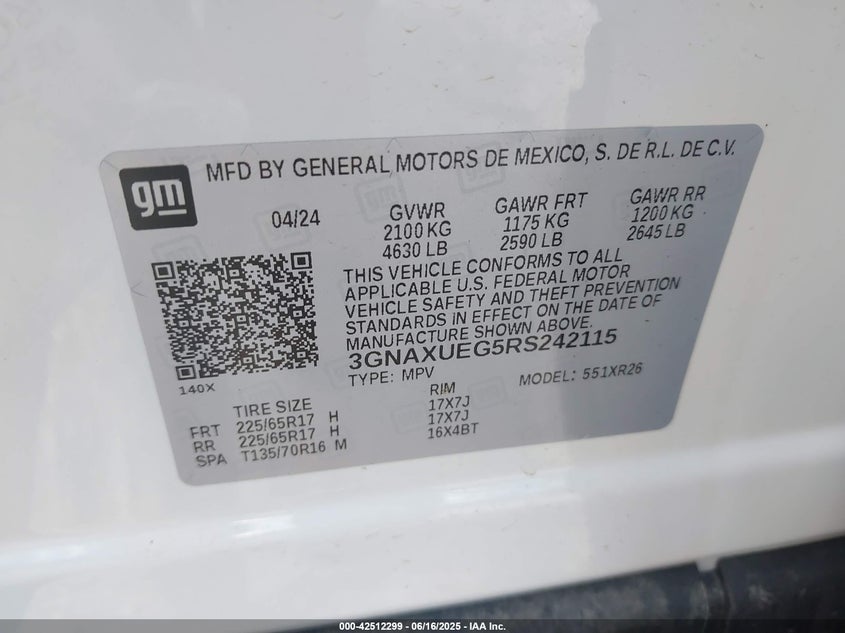 gm
MFD BY GENERAL MOTORS DE MEXICO, S. DE R.L. DE C.V.
04/24 GVWR GAWR FRT GAWR RR
2100 KG 1175 KG 1200 KG
4630 LB 2590 LB 2645 LB
THIS VEHICLE CONFORMS TO ALL
APPLICABLE U.S. FEDERAL MOTOR
VEHICLE SAFETY AND THEFT PREVENTION
STANDARDS IN EFFECT ON THE DATE OF
MANUFACTURE SHOWN ABOVE.
3GNAXUEG5RS242115
TYPE: MPV MODEL: 551XR26
140X
TIRE SIZE RIM
FRT 225/65R17 H 17X7J
RR 225/65R17 H 17X7J
SPA T135/70R16 M 16X4BT
000-42512299 - 06/16/2025 - IAA Inc.